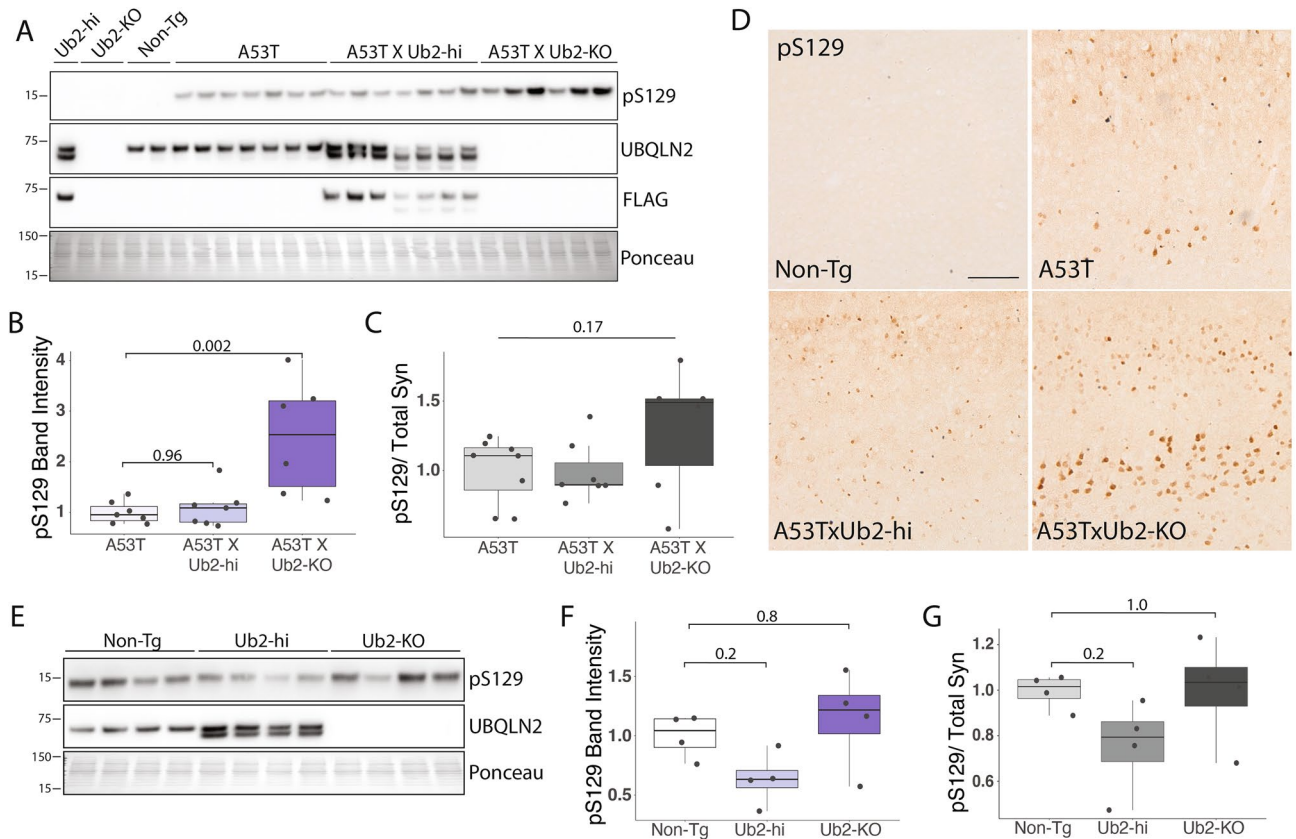 A
Ub2-hi
Ub2-KO
Non-Tg
A53T
A53T X Ub2-hi
A53T X Ub2-KO
15
pS129
75
UBQLN2
75
FLAG
150
Ponceau
15
B
pS129 Band Intensity
4
3
2
1
0.002
0.96
A53T
A53T X
Ub2-hi
A53T X
Ub2-KO
C
pS129/ Total Syn
1.5
1.0
0.17
A53T
A53T X
Ub2-hi
A53T X
Ub2-KO
D
pS129
Non-Tg
A53T
A53TxUb2-hi
A53TxUb2-KO
E
Non-Tg
Ub2-hi
Ub2-KO
15
pS129
75
UBQLN2
150
Ponceau
15
F
pS129 Band Intensity
1.5
1.0
0.5
0.8
0.2
Non-Tg
Ub2-hi
Ub2-KO
G
pS129/ Total Syn
1.2
1.0
0.8
0.6
1.0
0.2
Non-Tg
Ub2-hi
Ub2-KO